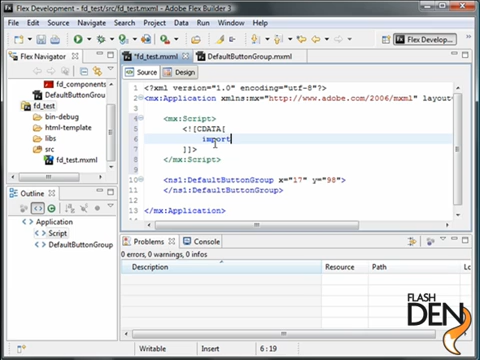 Flex Development - fd_test/src/fd_test.mxml - Adobe Flex Builder 3
File Edit Source Navigate Search Project Data Run Window Help
Flex Develop...
Flex Navigator
fd_components
DefaultButtonGrou
fd_test
bin-debug
html-template
libs
src
fd_test.mxml
Outline
Application
Script
DefaultButtonGroup
*fd_test.mxml
DefaultButtonGroup.mxml
Source
Design
1 <?xml version="1.0" encoding="utf-8"?>
2 <mx:Application xmlns:mx="http://www.adobe.com/2006/mxml" layout
3
4 <mx:Script>
5 <![CDATA[
6 import
7 ]]>
8 </mx:Script>
9
10 <ns1:DefaultButtonGroup x="17" y="98">
11 </ns1:DefaultButtonGroup>
12
13 </mx:Application>
Problems
Console
0 errors, 0 warnings, 0 infos
Description
Resource
Path
Lo
Writable
Insert
6 : 19
FLASH
DEN